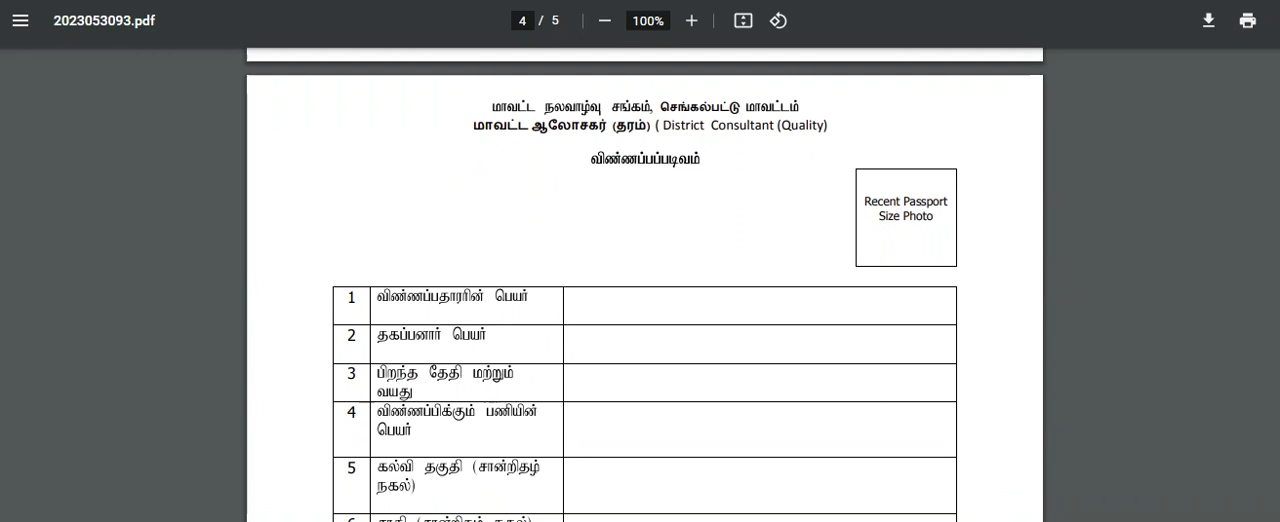 2023053093.pdf
4 / 5
100%
மாவட்ட நலவாழ்வு சங்கம், செங்கல்பட்டு மாவட்டம்
மாவட்ட ஆலோசகர் (தரம்) ( District Consultant (Quality)
விண்ணப்பப்படிவம்
Recent Passport
Size Photo
1 விண்ணப்பதாரரின் பெயர்
2 தகப்பனார் பெயர்
3 பிறந்த தேதி மற்றும்
வயது
4 விண்ணப்பிக்கும் பணியின்
பெயர்
5 கல்வி தகுதி (சான்றிதழ்
நகல்)